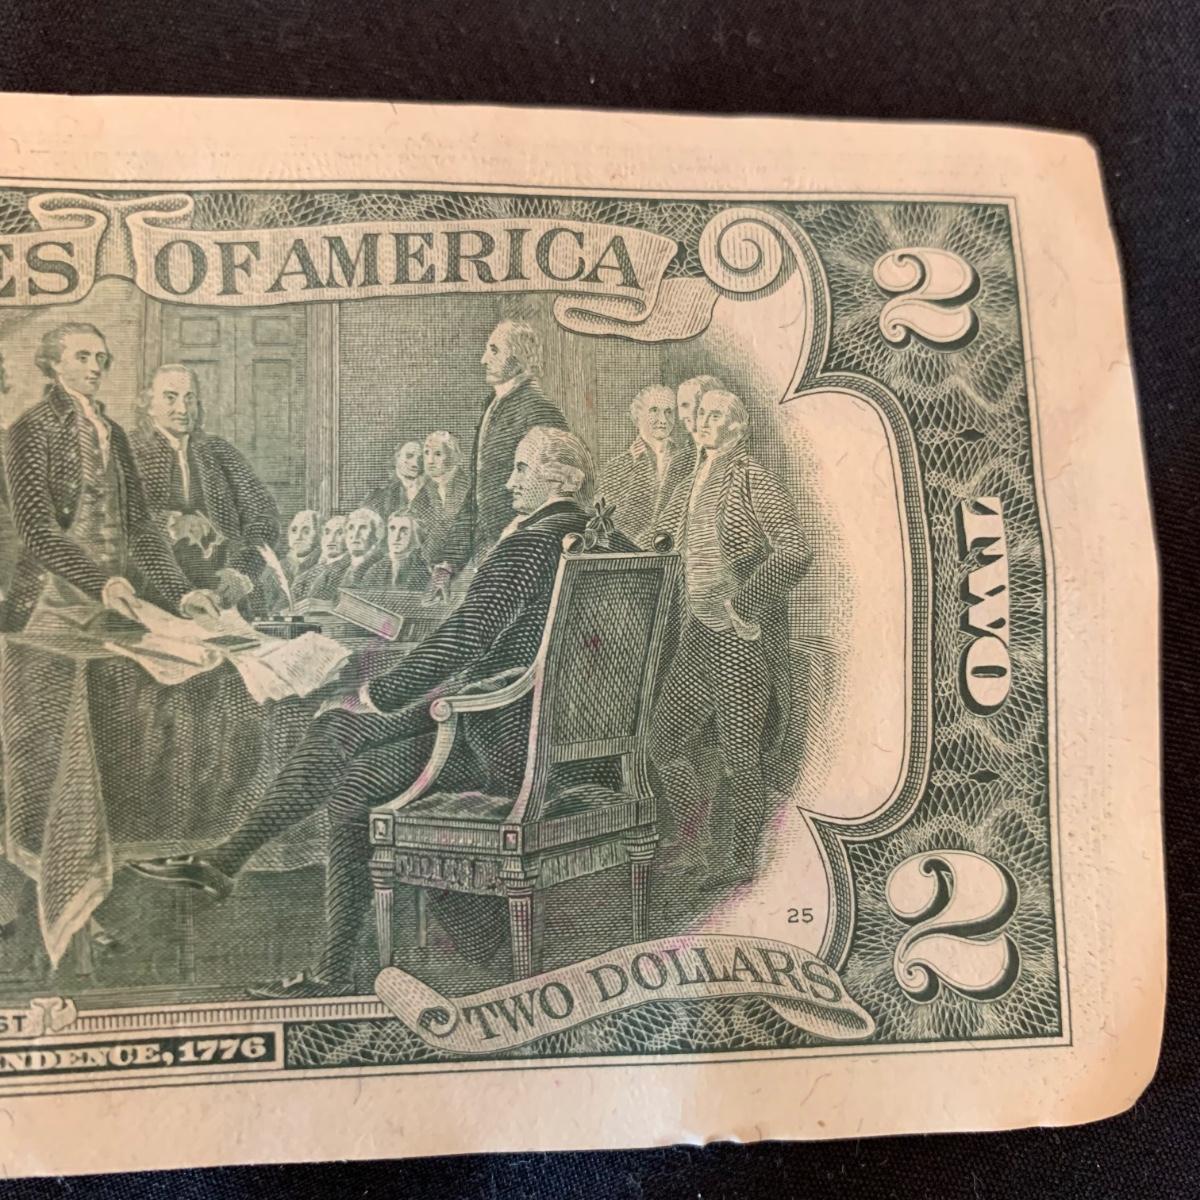 ES OF AMERICA
2
TWO
25
2
TWO DOLLARS
ST
NDENCE, 1776